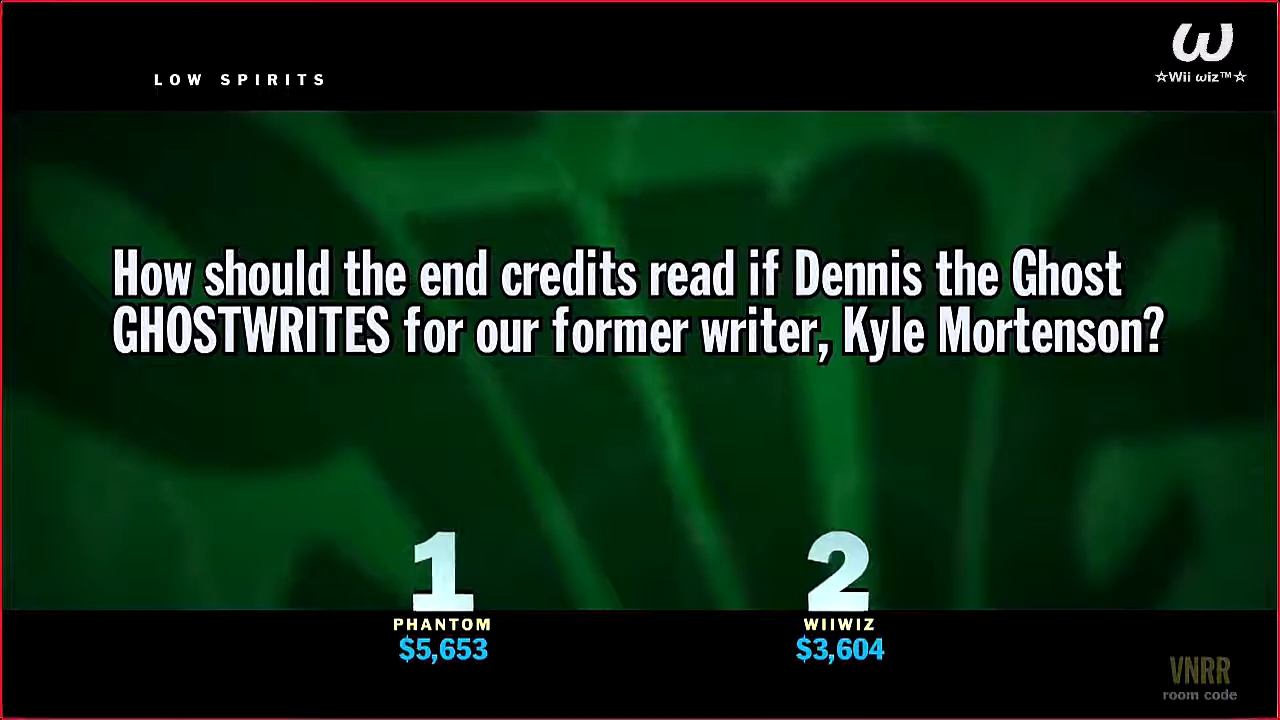 LOW SPIRITS
ω
☆Wii ωiz™☆
How should the end credits read if Dennis the Ghost
GHOSTWRITES for our former writer, Kyle Mortenson?
1
PHANTOM
$5,653
2
WIIWIZ
$3,604
VNRR
room code